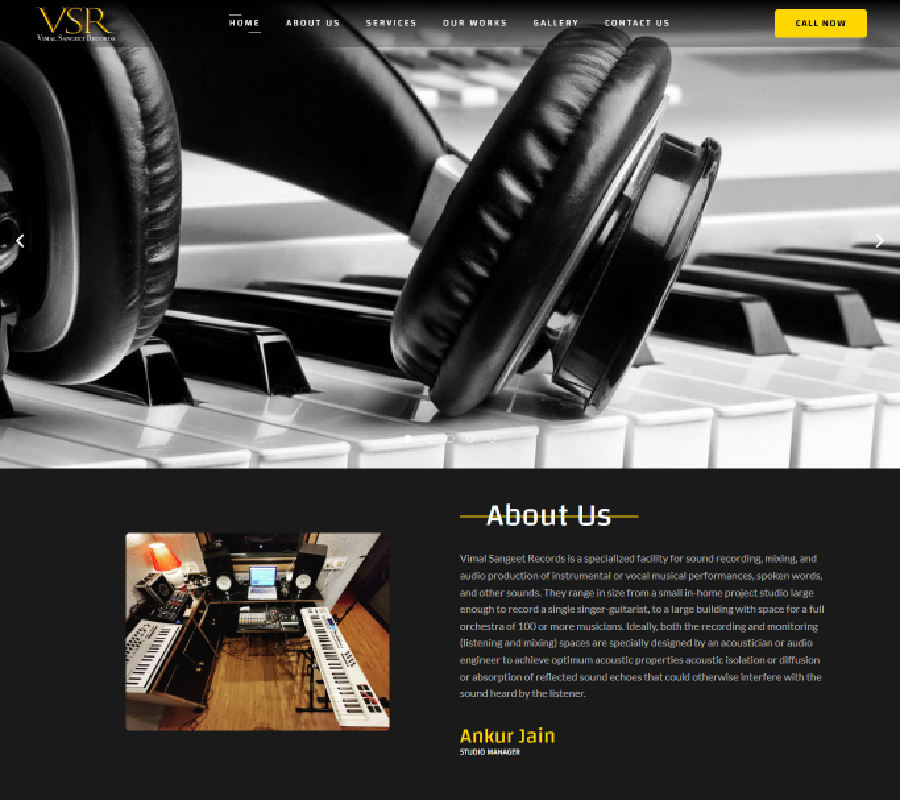 VSR
VIMAL SANGEET RECORDS
HOME
ABOUT US
SERVICES
OUR WORKS
GALLERY
CONTACT US
CALL NOW
About Us
Vimal Sangeet Records is a specialized facility for sound recording, mixing, and
audio production of instrumental or vocal musical performances, spoken words,
and other sounds. They range in size from a small in-home project studio large
enough to record a single singer-guitarist, to a large building with space for a full
orchestra of 100 or more musicians. Ideally, both the recording and monitoring
(listening and mixing) spaces are specially designed by an acoustician or audio
engineer to achieve optimum acoustic properties acoustic isolation or diffusion
or absorption of reflected sound echoes that could otherwise interfere with the
sound heard by the listener.
Ankur Jain
STUDIO MANAGER